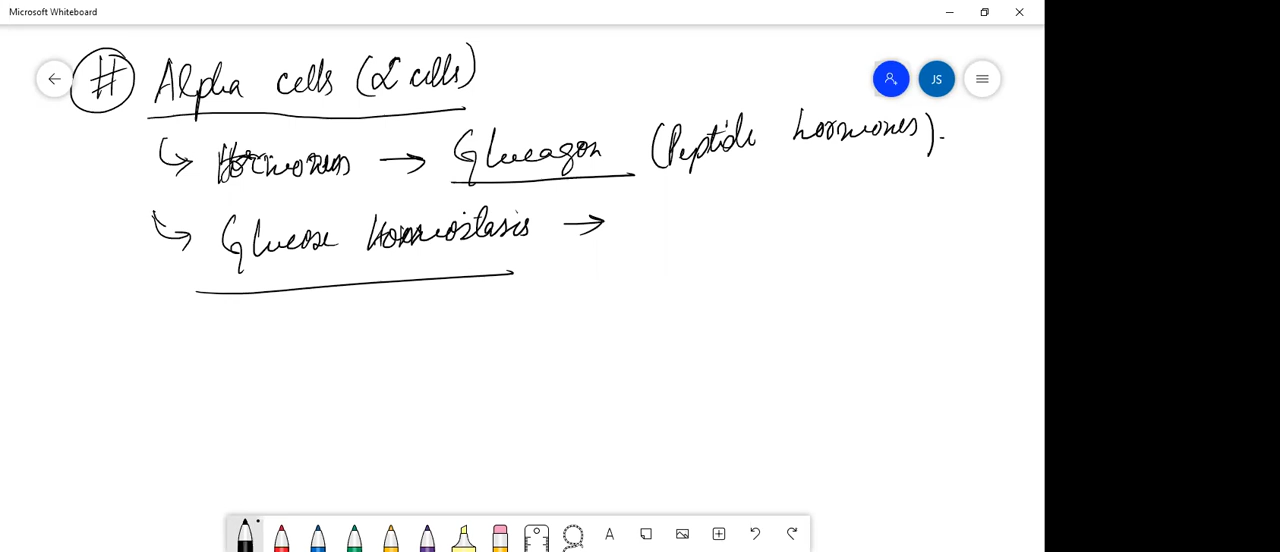 Microsoft Whiteboard
# Alpha cells (α cells)
↳ Hormones → Glucagon (Peptide hormones).
JS
↳ Glucose Homeostasis →
A